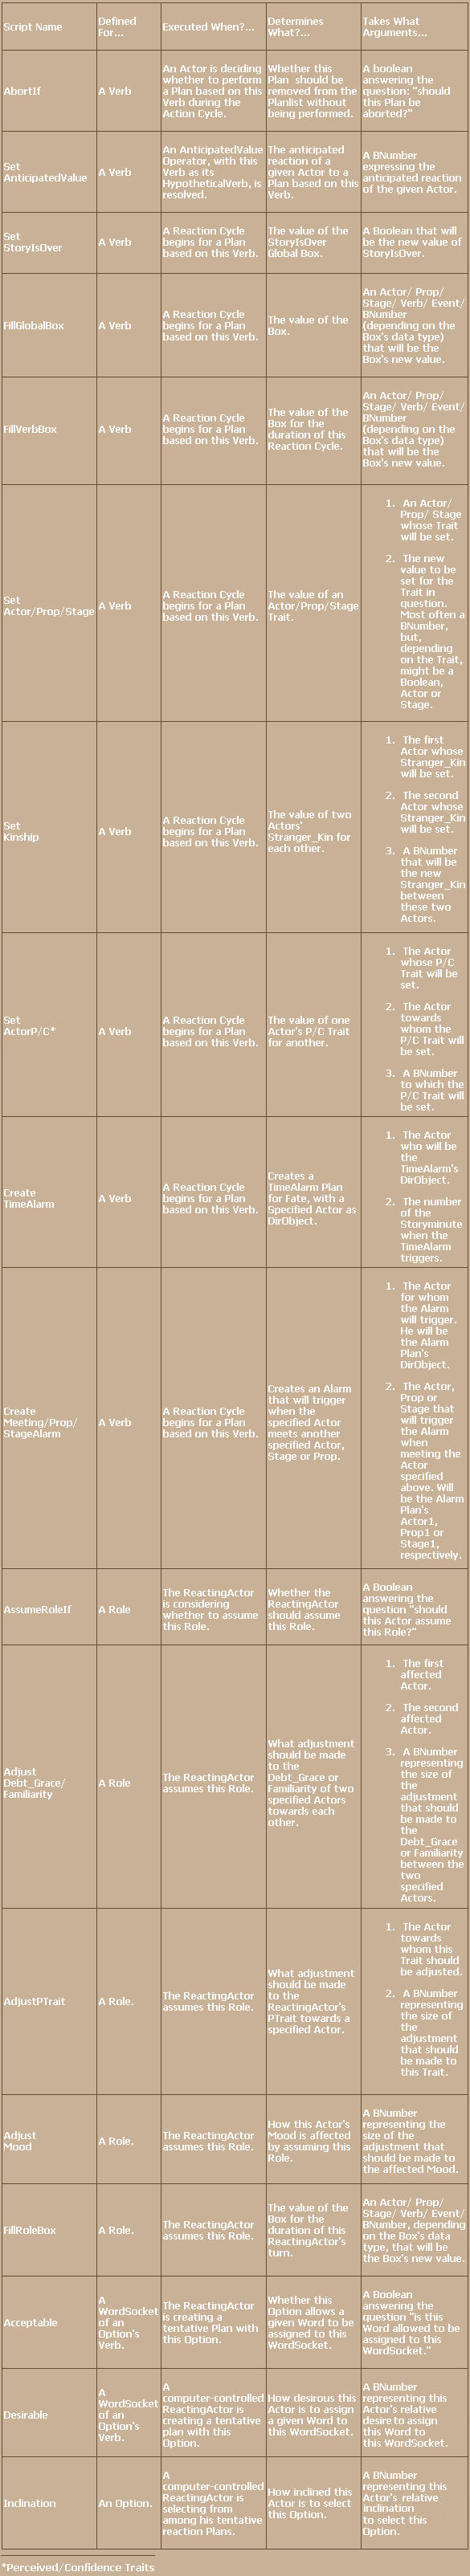 Script Name
Defined
For...
Executed When?...
Determines
What?...
Takes What
Arguments...
AbortIf
A Verb
An Actor is deciding
whether to perform
a Plan based on this
Verb during the
Action Cycle.
Whether this
Plan should be
removed from the
Planlist without
being performed.
A boolean
answering the
question: "should
this Plan be
aborted?"
Set
AnticipatedValue
A Verb
An AnticipatedValue
Operator, with this
Verb as its
HypotheticalVerb, is
resolved.
The anticipated
reaction of a
given Actor to a
Plan based on this
Verb.
A BNumber
expressing the
anticipated reaction
of the given Actor.
Set
StoryIsOver
A Verb
A Reaction Cycle
begins for a Plan
based on this Verb.
The value of the
StoryIsOver
Global Box.
A Boolean that will
be the new value of
StoryIsOver.
FillGlobalBox
A Verb
A Reaction Cycle
begins for a Plan
based on this Verb.
The value of the
Box.
An Actor/ Prop/
Stage/ Verb/ Event/
BNumber
(depending on the
Box's data type)
that will be the
Box's new value.
FillVerbBox
A Verb
A Reaction Cycle
begins for a Plan
based on this Verb.
The value of the
Box for the
duration of this
Reaction Cycle.
An Actor/ Prop/
Stage/ Verb/ Event/
BNumber
(depending on the
Box's data type)
that will be the
Box's new value.
Set
Actor/Prop/Stage
A Verb
A Reaction Cycle
begins for a Plan
based on this Verb.
The value of an
Actor/Prop/Stage
Trait.
1. An Actor/
Prop/ Stage
whose Trait
will be set.
2. The new
value to be
set for the
Trait in
question.
Most often a
BNumber,
but,
depending
on the Trait,
might be a
Boolean,
Actor or
Stage.
Set
Kinship
A Verb
A Reaction Cycle
begins for a Plan
based on this Verb.
The value of two
Actors'
Stranger_Kin for
each other.
1. The first
Actor whose
Stranger_Kin
will be set.
2. The second
Actor whose
Stranger_Kin
will be set.
3. A BNumber
that will be
the new
Stranger_Kin
between
these two
Actors.
Set
ActorP/C*
A Verb
A Reaction Cycle
begins for a Plan
based on this Verb.
The value of one
Actor's P/C Trait
for another.
1. The Actor
whose P/C
Trait will be
set.
2. The Actor
towards
whom the
P/C Trait will
be set.
3. A BNumber
to which the
P/C Trait will
be set.
Create
TimeAlarm
A Verb
A Reaction Cycle
begins for a Plan
based on this Verb.
Creates a
TimeAlarm Plan
for Fate, with a
Specified Actor as
DirObject.
1. The Actor
who will be
the
TimeAlarm's
DirObject.
2. The number
of the
Storyminute
when the
TimeAlarm
triggers.
Create
Meeting/Prop/
StageAlarm
A Verb
A Reaction Cycle
begins for a Plan
based on this Verb.
Creates an Alarm
that will trigger
when the
specified Actor
meets another
specified Actor,
Stage or Prop.
1. The Actor
for whom
the Alarm
will trigger.
He will be
the Alarm
Plan's
DirObject.
2. The Actor,
Prop or
Stage that
will trigger
the Alarm
when
meeting the
Actor
specified
above. Will
be the Alarm
Plan's
Actor1,
Prop1 or
Stage1,
respectively.
AssumeRoleIf
A Role
The ReactingActor
is considering
whether to assume
this Role.
Whether the
ReactingActor
should assume
this Role.
A Boolean
answering the
question "should
this Actor assume
this Role?"
Adjust
Debt_Grace/
Familiarity
A Role
The ReactingActor
assumes this Role.
What adjustment
should be made
to the
Debt_Grace or
Familiarity of two
specified Actors
towards each
other.
1. The first
affected
Actor.
2. The second
affected
Actor.
3. A BNumber
representing
the size of
the
adjustment
that should
be made to
the
Debt_Grace
or Familiarity
between the
two
specified
Actors.
AdjustPTrait
A Role.
The ReactingActor
assumes this Role.
What adjustment
should be made
to the
ReactingActor's
PTrait towards a
specified Actor.
1. The Actor
towards
whom this
Trait should
be adjusted.
2. A BNumber
representing
the size of
the
adjustment
that should
be made to
this Trait.
Adjust
Mood
A Role.
The ReactingActor
assumes this Role.
How this Actor's
Mood is affected
by assuming this
Role.
A BNumber
representing the
size of the
adjustment that
should be made to
the affected Mood.
FillRoleBox
A Role.
The ReactingActor
assumes this Role.
The value of the
Box for the
duration of this
ReactingActor's
turn.
An Actor/ Prop/
Stage/ Verb/ Event/
BNumber, depending
on the Box's data
type, that will be
the Box's new value.
Acceptable
A
WordSocket
of an
Option's
Verb.
The ReactingActor
is creating a
tentative Plan with
this Option.
Whether this
Option allows a
given Word to be
assigned to this
WordSocket.
A Boolean
answering the
question "is this
Word allowed to be
assigned to this
WordSocket."
Desirable
A
WordSocket
of an
Option's
Verb.
A
computer-controlled
ReactingActor is
creating a tentative
plan with this
Option.
How desirous this
Actor is to assign
a given Word to
this WordSocket.
A BNumber
representing this
Actor's relative
desire to assign
this Word to
this WordSocket.
Inclination
An Option.
A
computer-controlled
ReactingActor is
selecting from
among his tentative
reaction Plans.
How inclined this
Actor is to select
this Option.
A BNumber
representing this
Actor's relative
inclination
to select this
Option.
*Perceived/Confidence Traits